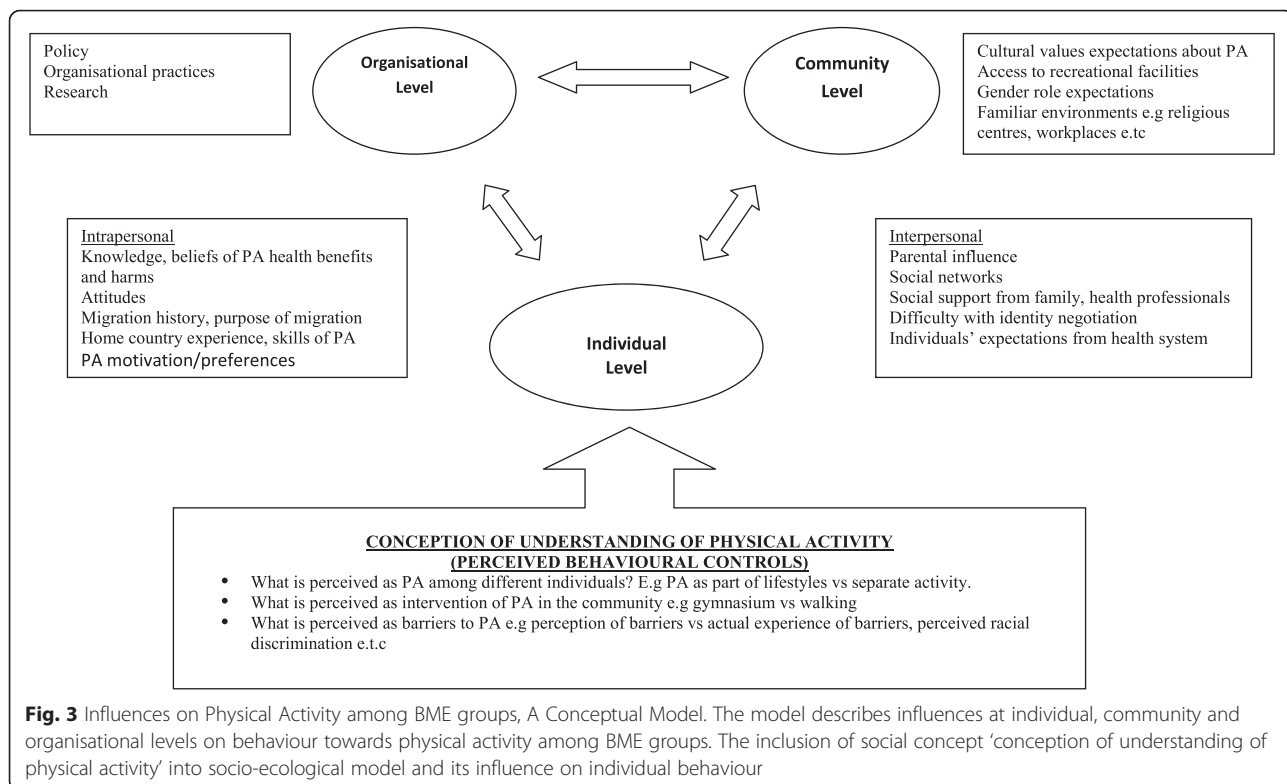 Policy
Organisational practices
Research
Organisational
Level
Community
Level
Cultural values expectations about PA
Access to recreational facilities
Gender role expectations
Familiar environments e.g religious
centres, workplaces e.tc
Intrapersonal
Knowledge, beliefs of PA health benefits
and harms
Attitudes
Migration history, purpose of migration
Home country experience, skills of PA
PA motivation/preferences
Individual
Level
Interpersonal
Parental influence
Social networks
Social support from family, health professionals
Difficulty with identity negotiation
Individuals' expectations from health system
CONCEPTION OF UNDERSTANDING OF PHYSICAL ACTIVITY
(PERCEIVED BEHAVIOURAL CONTROLS)
• What is perceived as PA among different individuals? E.g PA as part of lifestyles vs separate activity.
• What is perceived as intervention of PA in the community e.g gymnasium vs walking
• What is perceived as barriers to PA e.g perception of barriers vs actual experience of barriers, perceived racial
discrimination e.t.c
Fig. 3 Influences on Physical Activity among BME groups, A Conceptual Model. The model describes influences at individual, community and
organisational levels on behaviour towards physical activity among BME groups. The inclusion of social concept 'conception of understanding of
physical activity' into socio-ecological model and its influence on individual behaviour